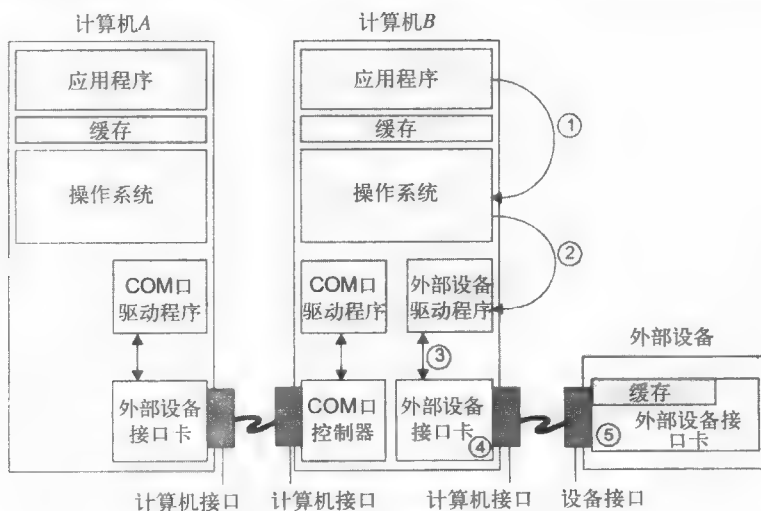 计算机A
计算机B
应用程序
应用程序
①
缓存
缓存
操作系统
操作系统
②
COM口
驱动程序
COM口
驱动程序
外部设备
驱动程序
③
外部设备
缓存
外部设备
接口卡
COM口
控制器
外部设备
接口卡
④
⑤
外部设备接
口卡
计算机接口
计算机接口
计算机接口
设备接口